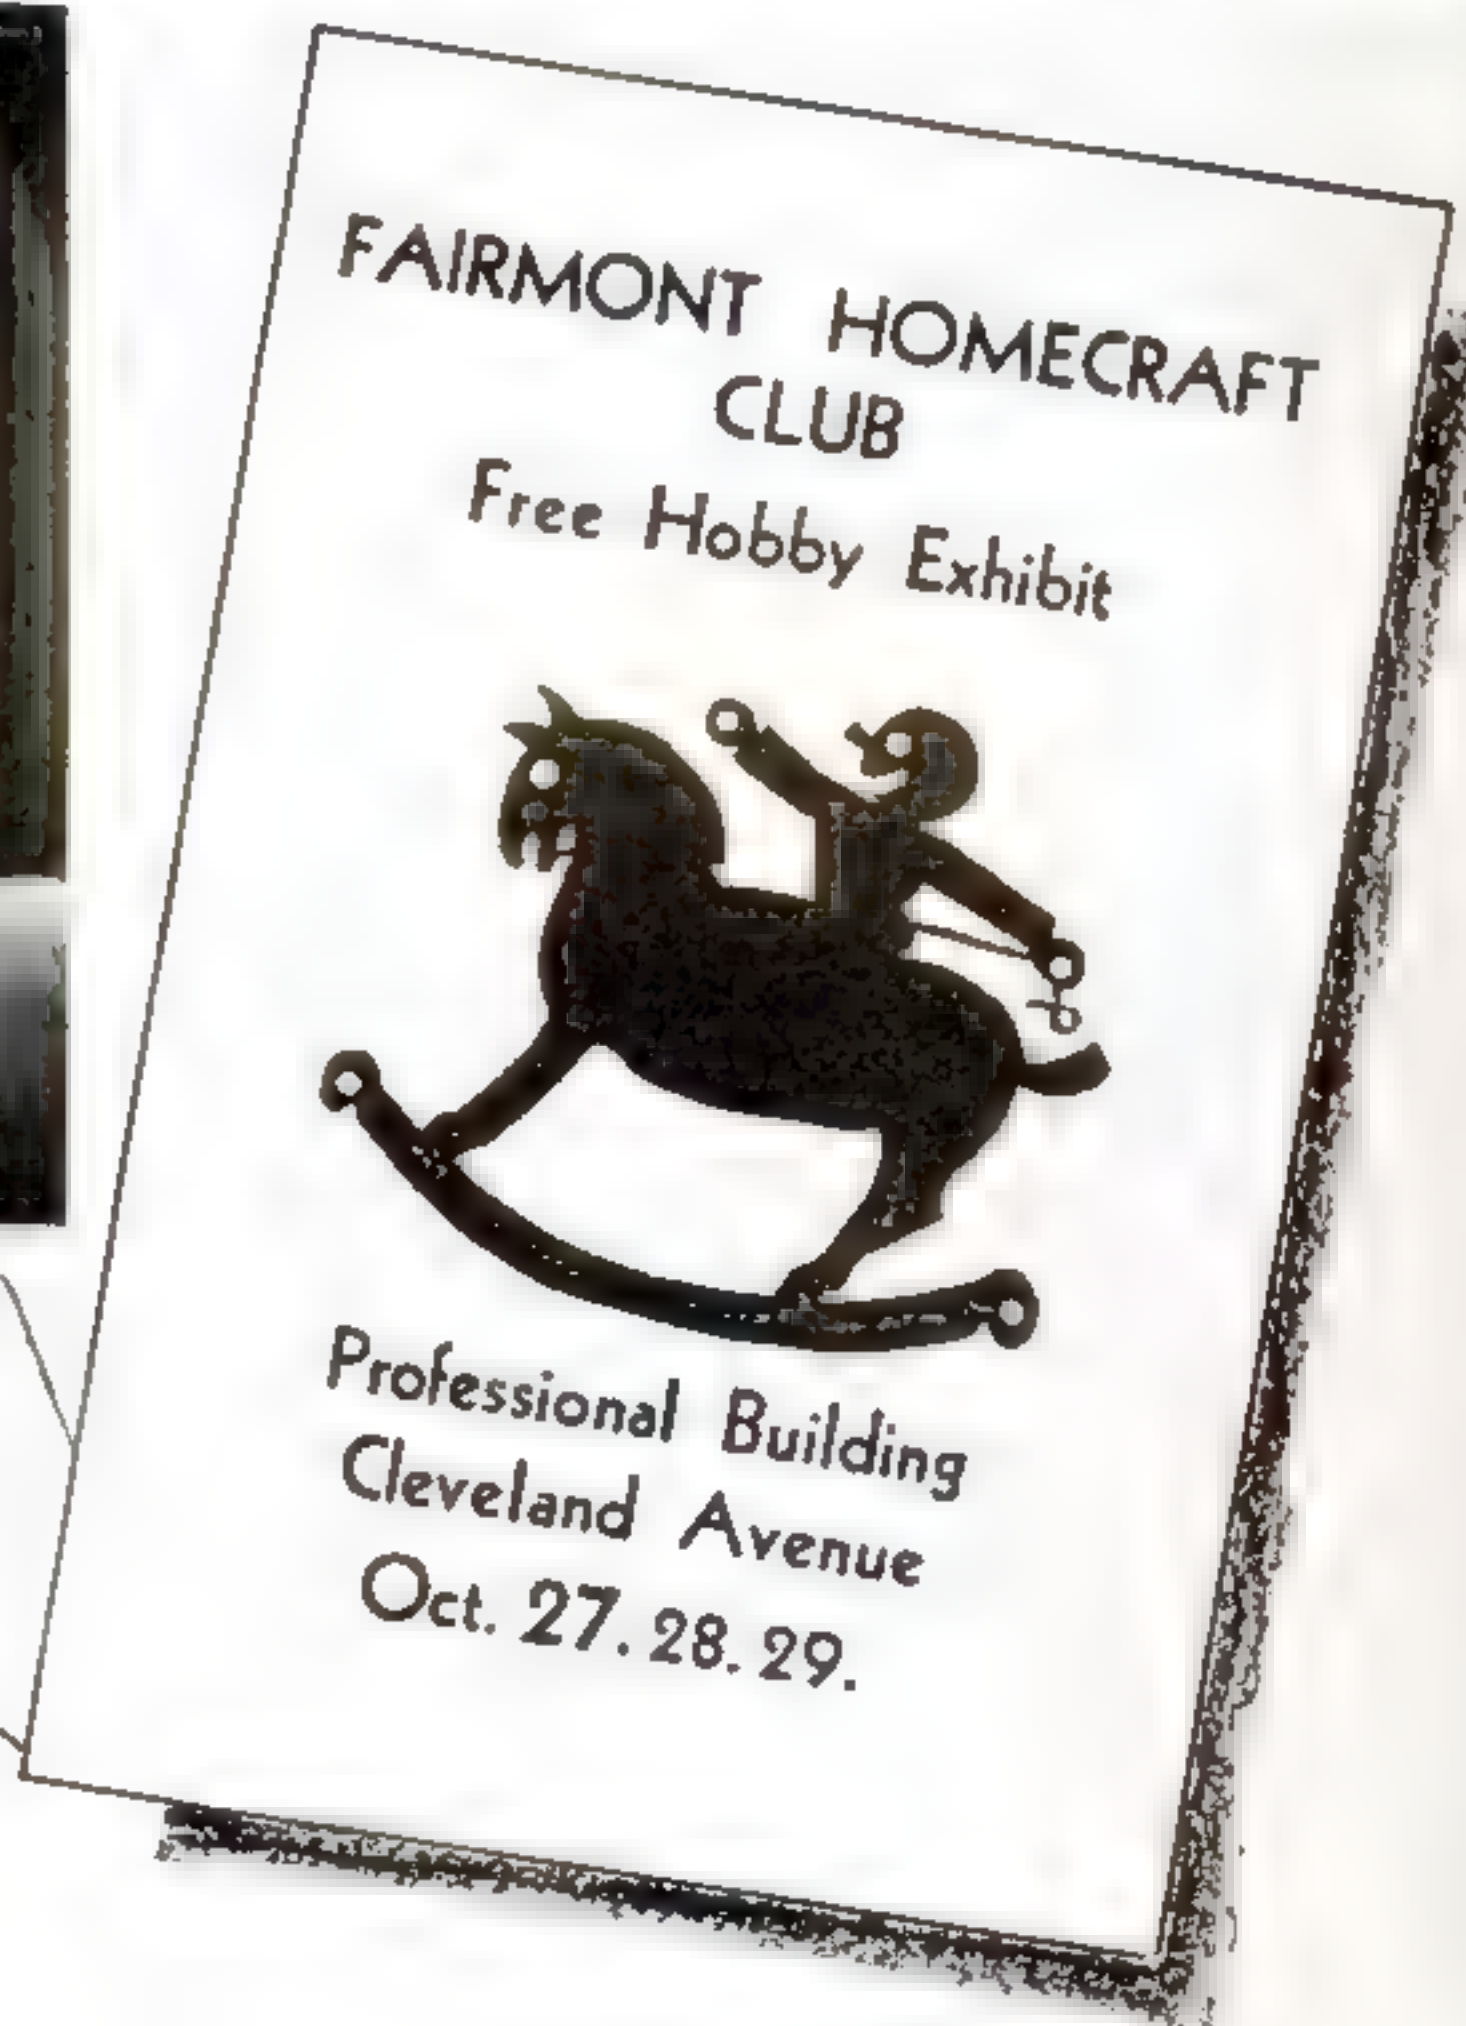 FAIRMONT HOMECRAFT
CLUB
Free Hobby Exhibit
Professional Building
Cleveland Avenue
Oct. 27. 28. 29.